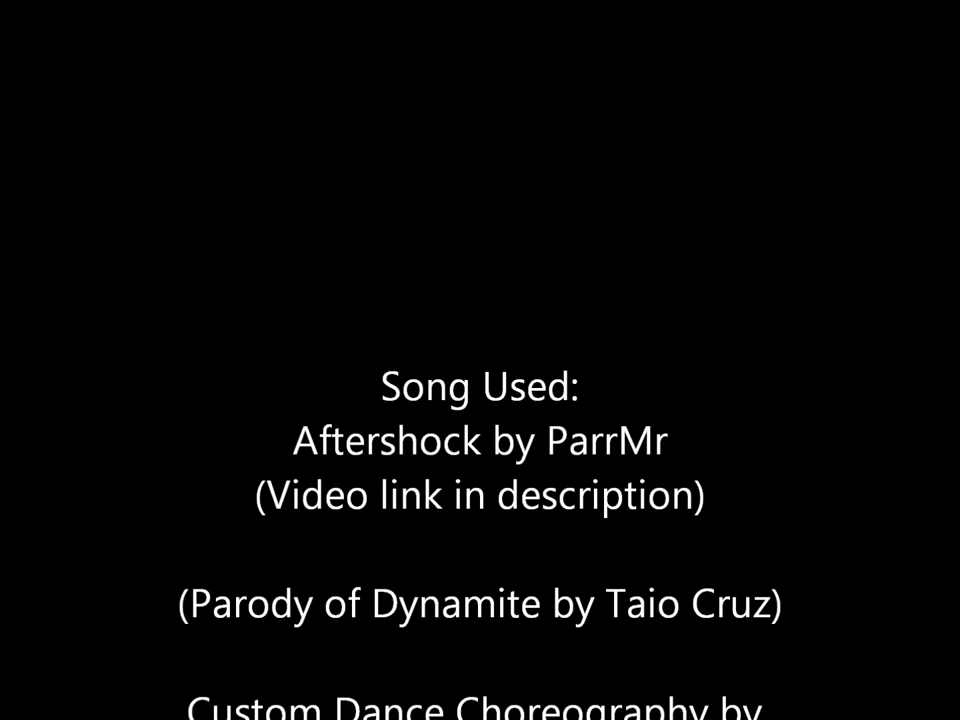 Song Used:
Aftershock by ParrMr
(Video link in description)
(Parody of Dynamite by Taio Cruz)
Custom Dance Choreography by